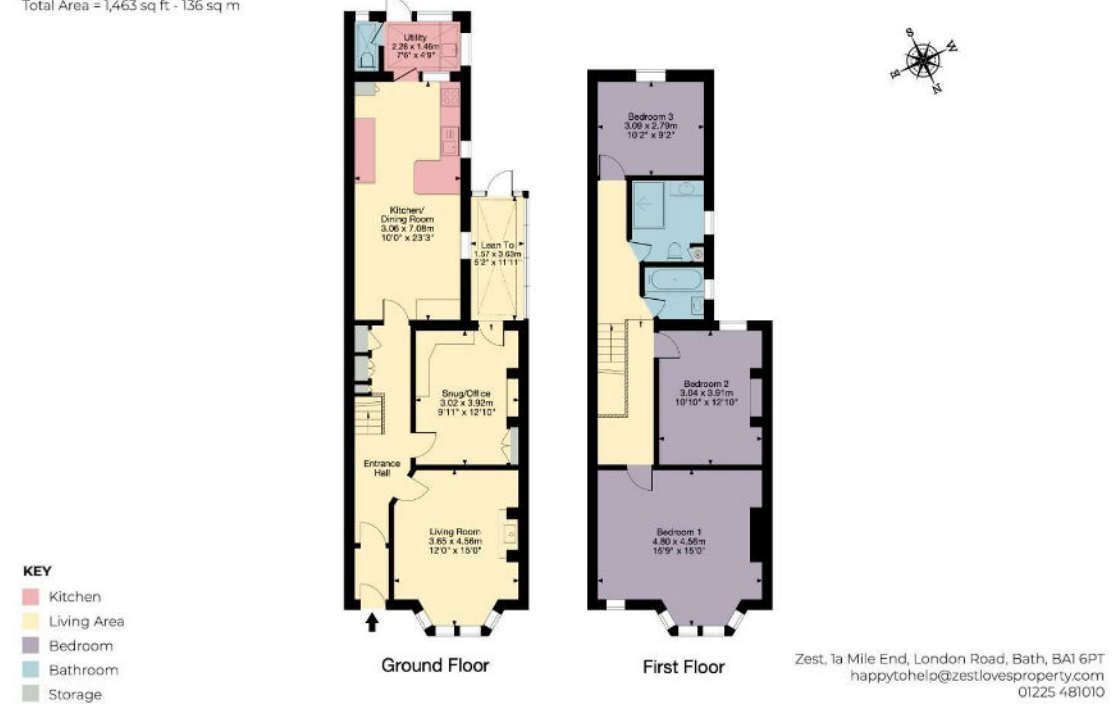 Total Area = 1,463 sq ft - 136 sq m
Utility
2.28 x 1.46m
7'6" x 4'9"
Kitchen/
Dining Room
3.06 x 7.08m
10'0" x 23'3"
Lean To
1.57 x 3.63m
5'2" x 11'11"
Snug/Office
3.02 x 3.92m
9'11" x 12'10"
Entrance
Hall
Living Room
3.65 x 4.56m
12'0" x 15'0"
Ground Floor
Bedroom 3
3.09 x 2.79m
10'2" x 9'2"
Bedroom 2
3.04 x 3.91m
10'10" x 12'10"
Bedroom 1
4.80 x 4.56m
15'9" x 15'0"
First Floor
S
W
E
N
KEY
Kitchen
Living Area
Bedroom
Bathroom
Storage
Zest, 1a Mile End, London Road, Bath, BA1 6PT
happytohelp@zestlovesproperty.com
01225 481010